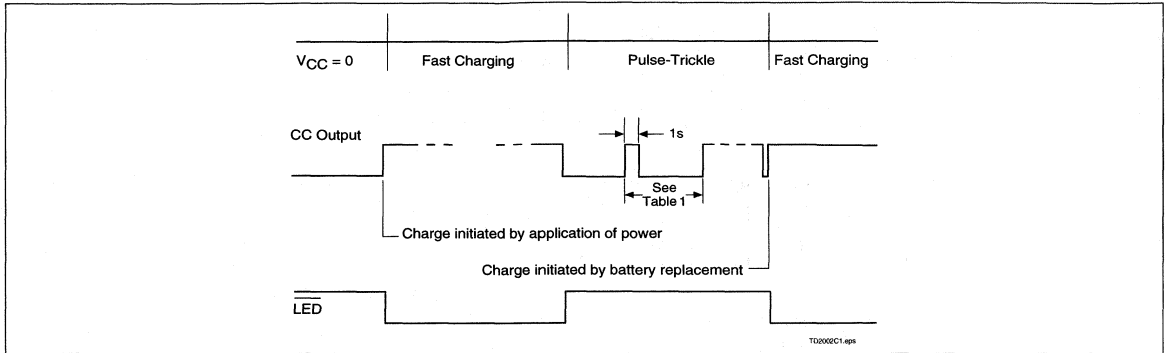 V_CC = 0 Fast Charging Pulse-Trickle Fast Charging
CC Output
1s
See
Table 1
Charge initiated by application of power
Charge initiated by battery replacement
LED
TD2002C1.eps